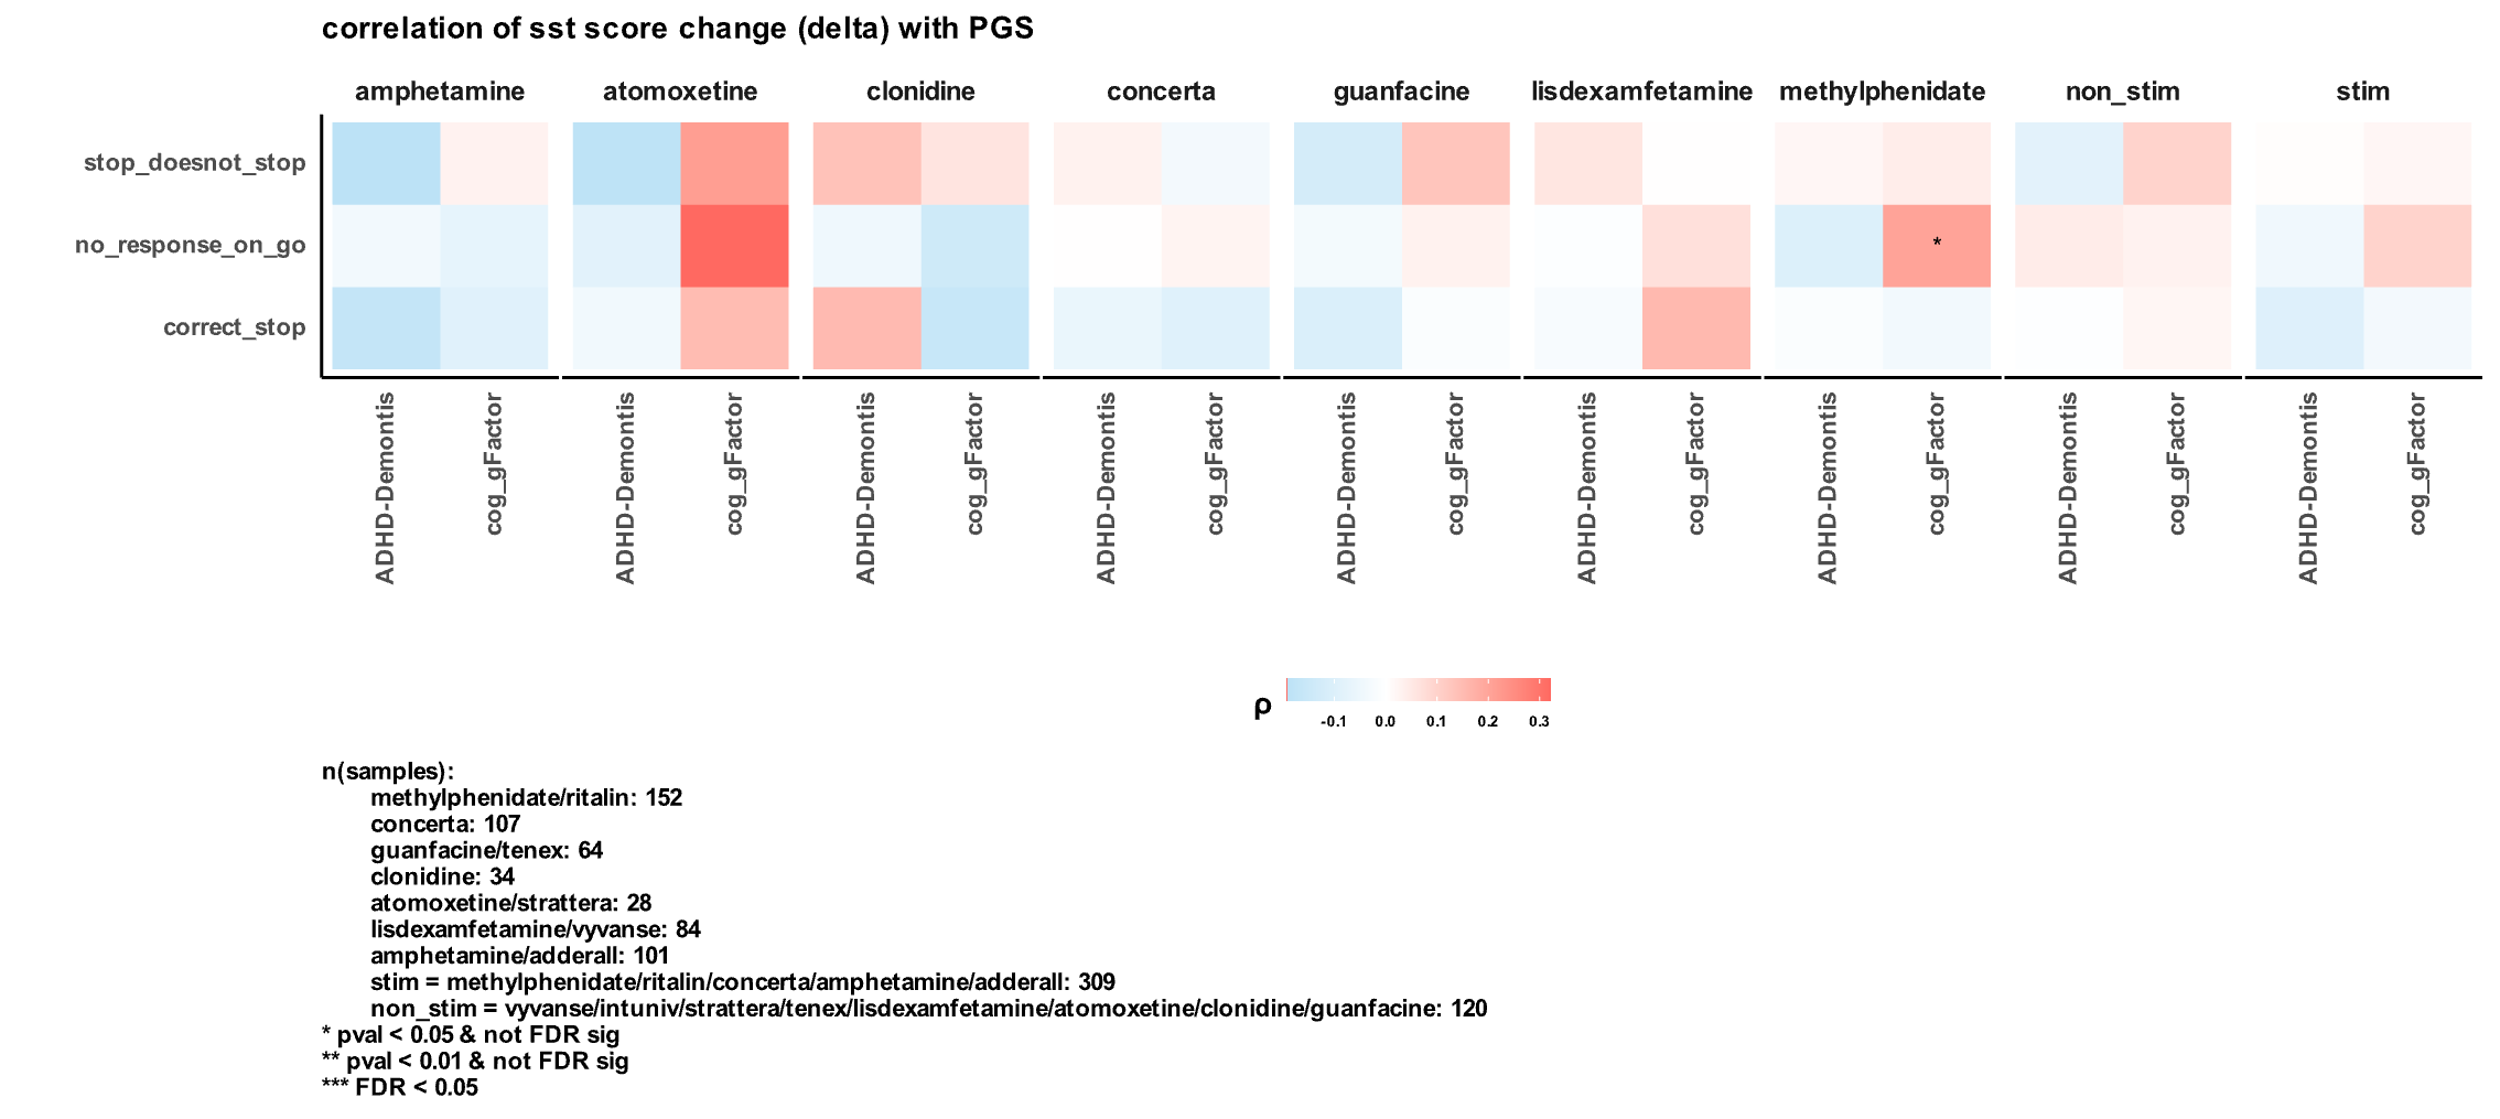 correlation of sst score change (delta) with PGS
amphetamine atomoxetine clonidine concerta guanfacine lisdexamfetamine methylphenidate non_stim stim
stop_doesnot_stop
no_response_on_go
*
correct_stop
ADHD-Demontis cog_gFactor ADHD-Demontis cog_gFactor ADHD-Demontis cog_gFactor ADHD-Demontis cog_gFactor ADHD-Demontis cog_gFactor ADHD-Demontis cog_gFactor ADHD-Demontis cog_gFactor ADHD-Demontis cog_gFactor ADHD-Demontis cog_gFactor
ρ
-0.1 0.0 0.1 0.2 0.3
n(samples):
methylphenidate/ritalin: 152
concerta: 107
guanfacine/tenex: 64
clonidine: 34
atomoxetine/strattera: 28
lisdexamfetamine/vyvanse: 84
amphetamine/adderall: 101
stim = methylphenidate/ritalin/concerta/amphetamine/adderall: 309
non_stim = vyvanse/intuniv/strattera/tenex/lisdexamfetamine/atomoxetine/clonidine/guanfacine: 120
* pval < 0.05 & not FDR sig
** pval < 0.01 & not FDR sig
*** FDR < 0.05